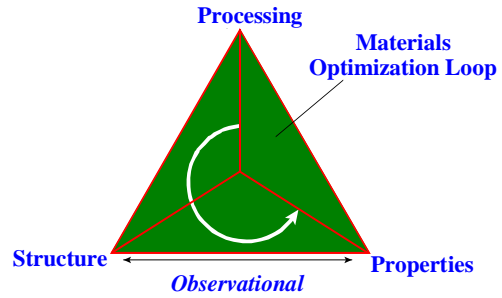 Processing
Materials
Optimization Loop
Structure
Properties
Observational